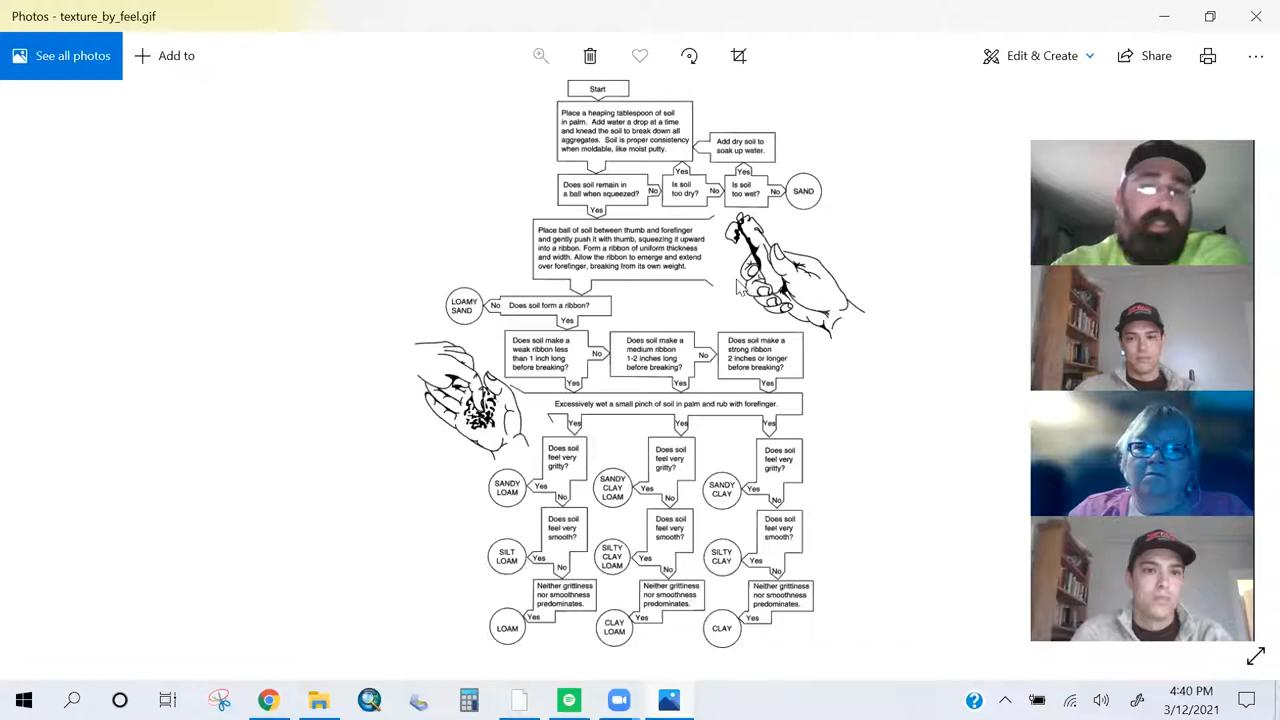 Photos - texture_by_feel.gif
See all photos
Add to
Edit & Create
Share
Start
Place a heaping tablespoon of soil
in palm. Add water a drop at a time
and knead the soil to break down all
aggregates. Soil is proper consistency
when moldable, like moist putty.
Add dry soil to
soak up water.
Yes
Yes
Does soil remain in
a ball when squeezed?
No
Is soil
too dry?
No
Is soil
too wet?
No
SAND
Yes
Place ball of soil between thumb and forefinger
and gently push it with thumb, squeezing it upward
into a ribbon. Form a ribbon of uniform thickness
and width. Allow the ribbon to emerge and extend
over forefinger, breaking from its own weight.
LOAMY
SAND
No
Does soil form a ribbon?
Yes
Does soil make a
weak ribbon less
than 1 inch long
before breaking?
No
Does soil make a
medium ribbon
1-2 inches long
before breaking?
No
Does soil make a
strong ribbon
2 inches or longer
before breaking?
Yes
Yes
Yes
Excessively wet a small pinch of soil in palm and rub with forefinger.
Yes
Yes
Yes
Does soil
feel very
gritty?
Does soil
feel very
gritty?
Does soil
feel very
gritty?
SANDY
LOAM
Yes
No
SANDY
CLAY
LOAM
Yes
No
SANDY
CLAY
Yes
No
Does soil
feel very
smooth?
Does soil
feel very
smooth?
Does soil
feel very
smooth?
SILT
LOAM
Yes
No
SILTY
CLAY
LOAM
Yes
No
SILTY
CLAY
Yes
No
Neither grittiness
nor smoothness
predominates.
Neither grittiness
nor smoothness
predominates.
Neither grittiness
nor smoothness
predominates.
LOAM
Yes
CLAY
LOAM
Yes
CLAY
Yes
4:40 PM
3/12/2021